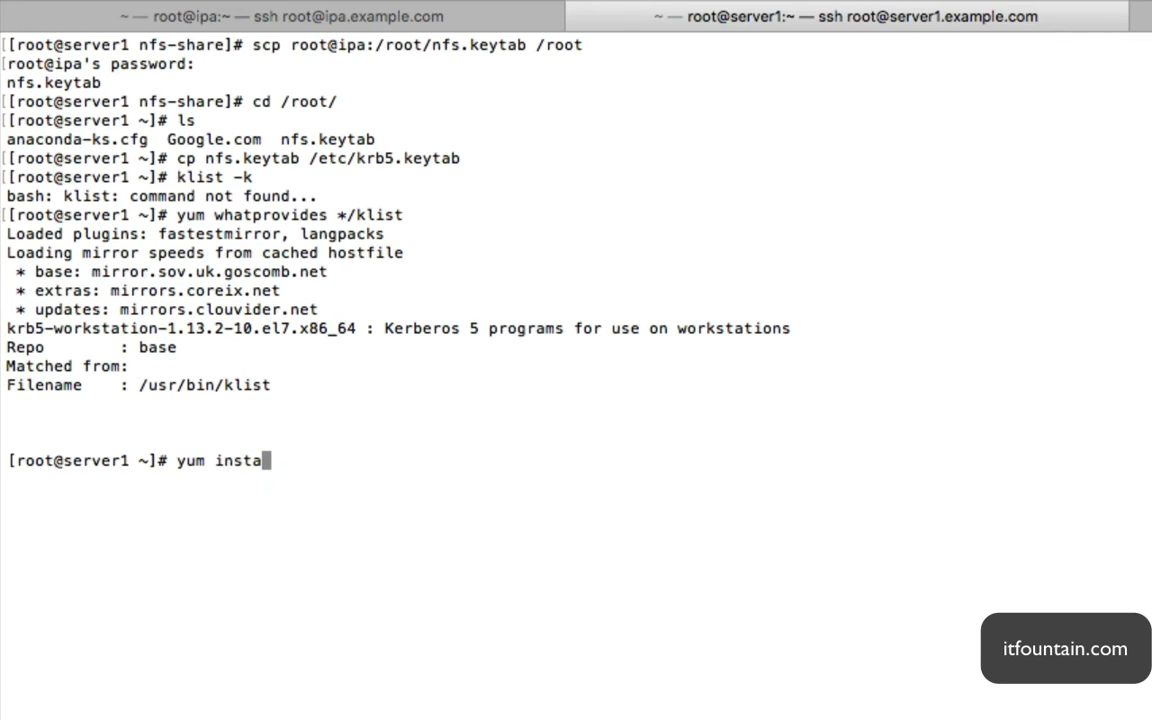 ~ — root@ipa:~ — ssh root@ipa.example.com
~ — root@server1:~ — ssh root@server1.example.com
[[root@server1 nfs-share]# scp root@ipa:/root/nfs.keytab /root
[root@ipa's password:
nfs.keytab
[[root@server1 nfs-share]# cd /root/
[[root@server1 ~]# ls
anaconda-ks.cfg  Google.com  nfs.keytab
[[root@server1 ~]# cp nfs.keytab /etc/krb5.keytab
[[root@server1 ~]# klist -k
bash: klist: command not found...
[[root@server1 ~]# yum whatprovides */klist
Loaded plugins: fastestmirror, langpacks
Loading mirror speeds from cached hostfile
 * base: mirror.sov.uk.goscomb.net
 * extras: mirrors.coreix.net
 * updates: mirrors.clouvider.net
krb5-workstation-1.13.2-10.el7.x86_64 : Kerberos 5 programs for use on workstations
Repo        : base
Matched from:
Filename    : /usr/bin/klist
[root@server1 ~]# yum insta
itfountain.com